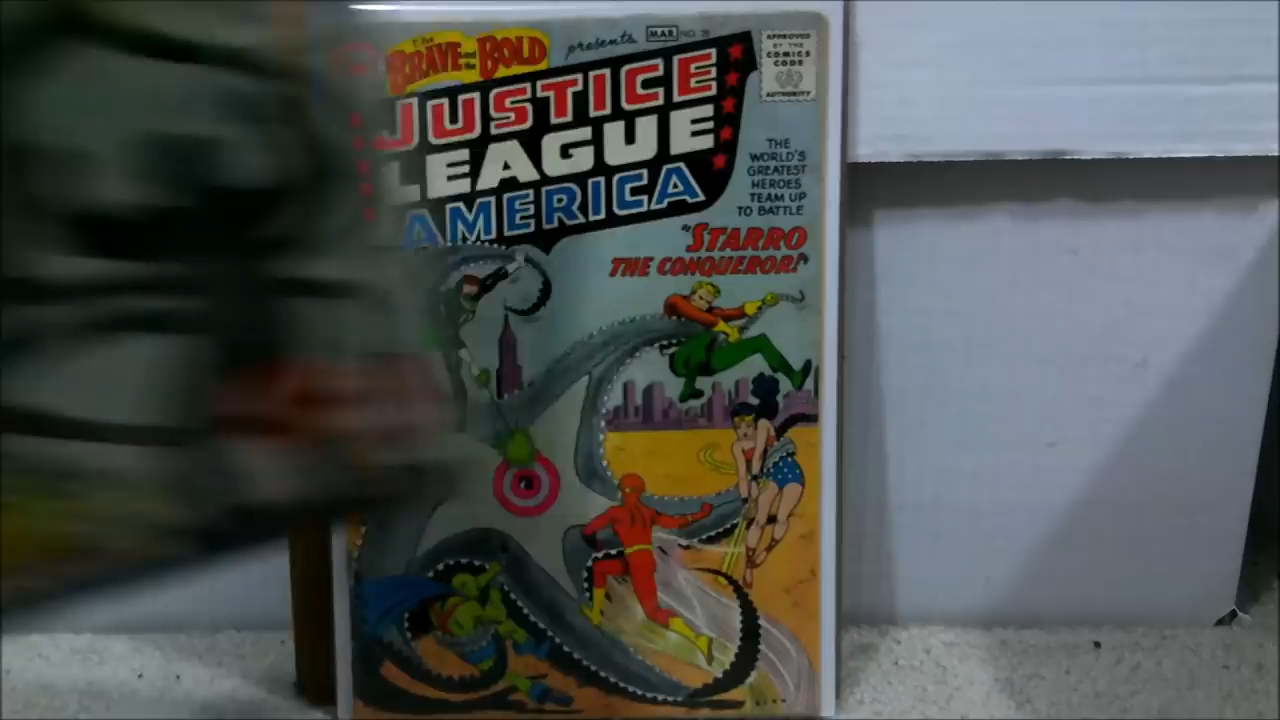 The
BRAVE and the BOLD
presents
MAR. NO. 28
JUSTICE
LEAGUE
AMERICA
APPROVED
BY THE
COMICS
CODE
AUTHORITY
THE
WORLD'S
GREATEST
HEROES
TEAM UP
TO BATTLE
"STARRO
THE CONQUEROR!"